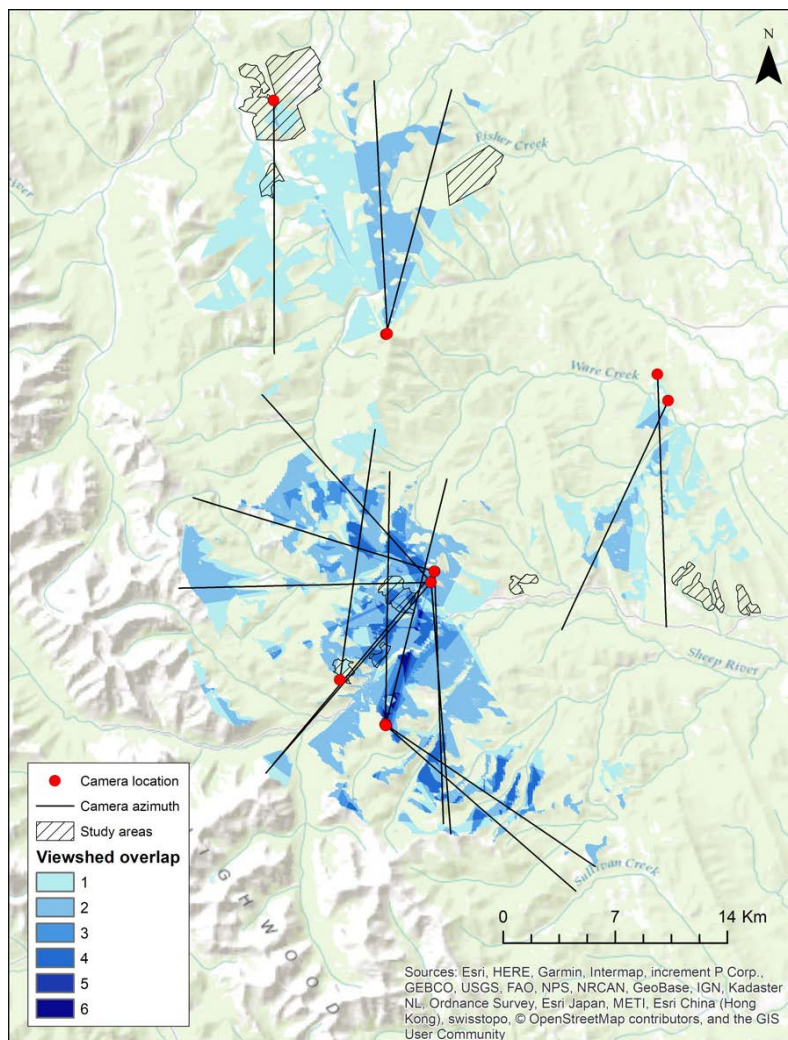 N
Fisher Creek
River
Ware Creek
Sheep River
Camera location
Camera azimuth
Study areas
Viewshed overlap
1
2
3
4
5
6
IGHWOOD
Sullivan Creek
0 7 14 Km
Sources: Esri, HERE, Garmin, Intermap, increment P Corp.,
GEBCO, USGS, FAO, NPS, NRCAN, GeoBase, IGN, Kadaster
NL, Ordnance Survey, Esri Japan, METI, Esri China (Hong
Kong), swisstopo, © OpenStreetMap contributors, and the GIS
User Community